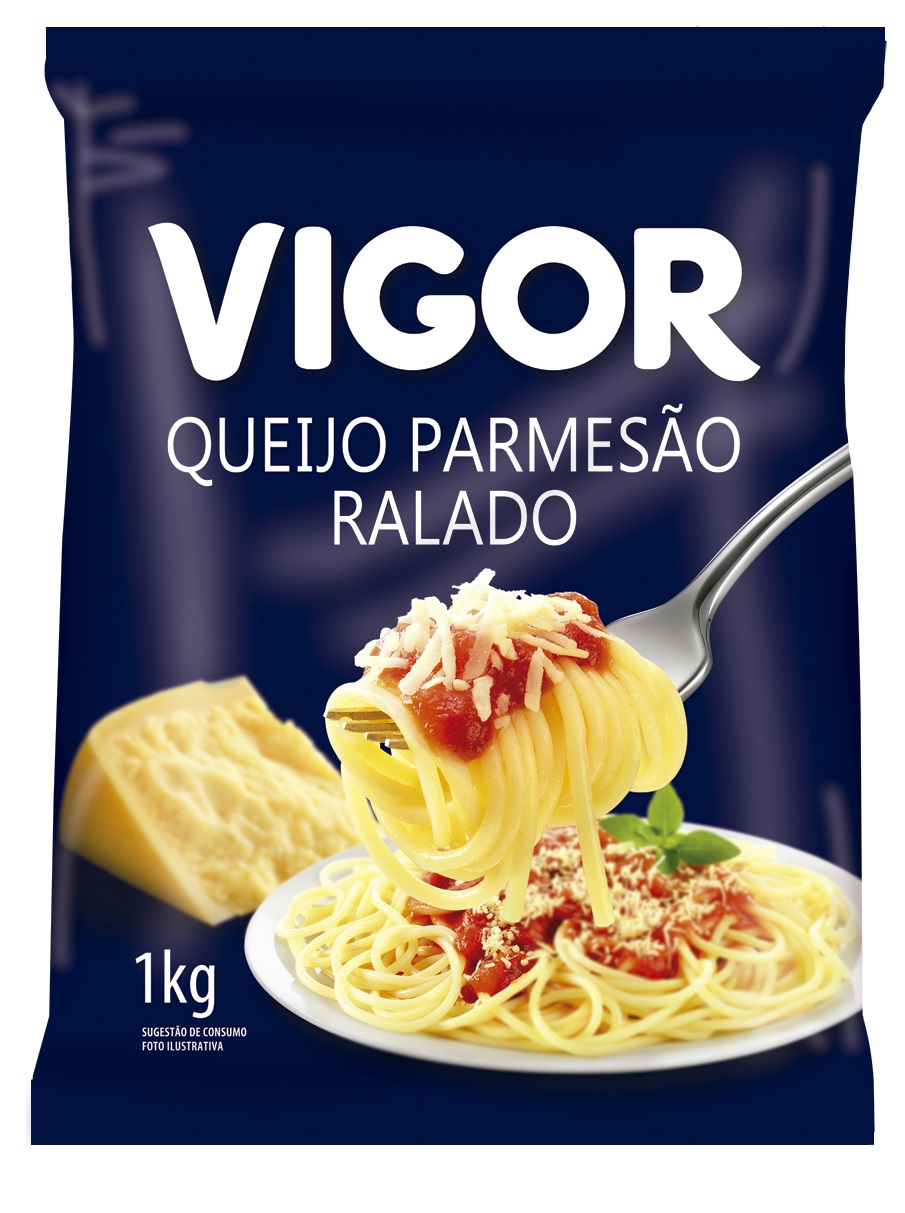 VIGOR
QUEIJO PARMESÃO
RALADO
1kg
SUGESTÃO DE CONSUMO
FOTO ILUSTRATIVA